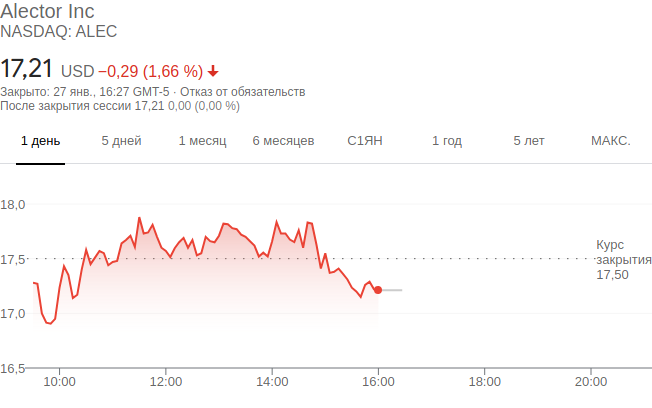 Alector Inc
NASDAQ: ALEC
17,21 USD −0,29 (1,66 %)
Закрыто: 27 янв., 16:27 GMT-5 · Отказ от обязательств
После закрытия сессии 17,21 0,00 (0,00 %)
1 день 5 дней 1 месяц 6 месяцев С1ЯН 1 год 5 лет МАКС.
18,0
17,5
17,0
16,5
Курс
закрытия
17,50
10:00 12:00 14:00 16:00 18:00 20:00